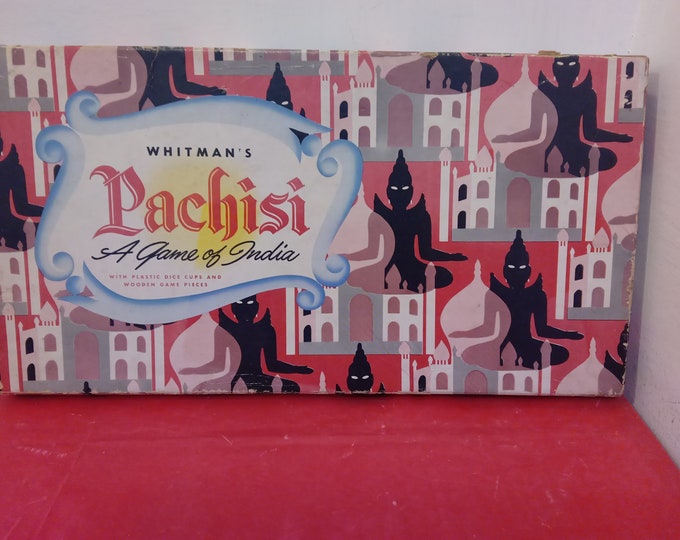 WHITMAN'S
Pachisi
A Game of India
WITH PLASTIC DICE CUPS AND
WOODEN GAME PIECES